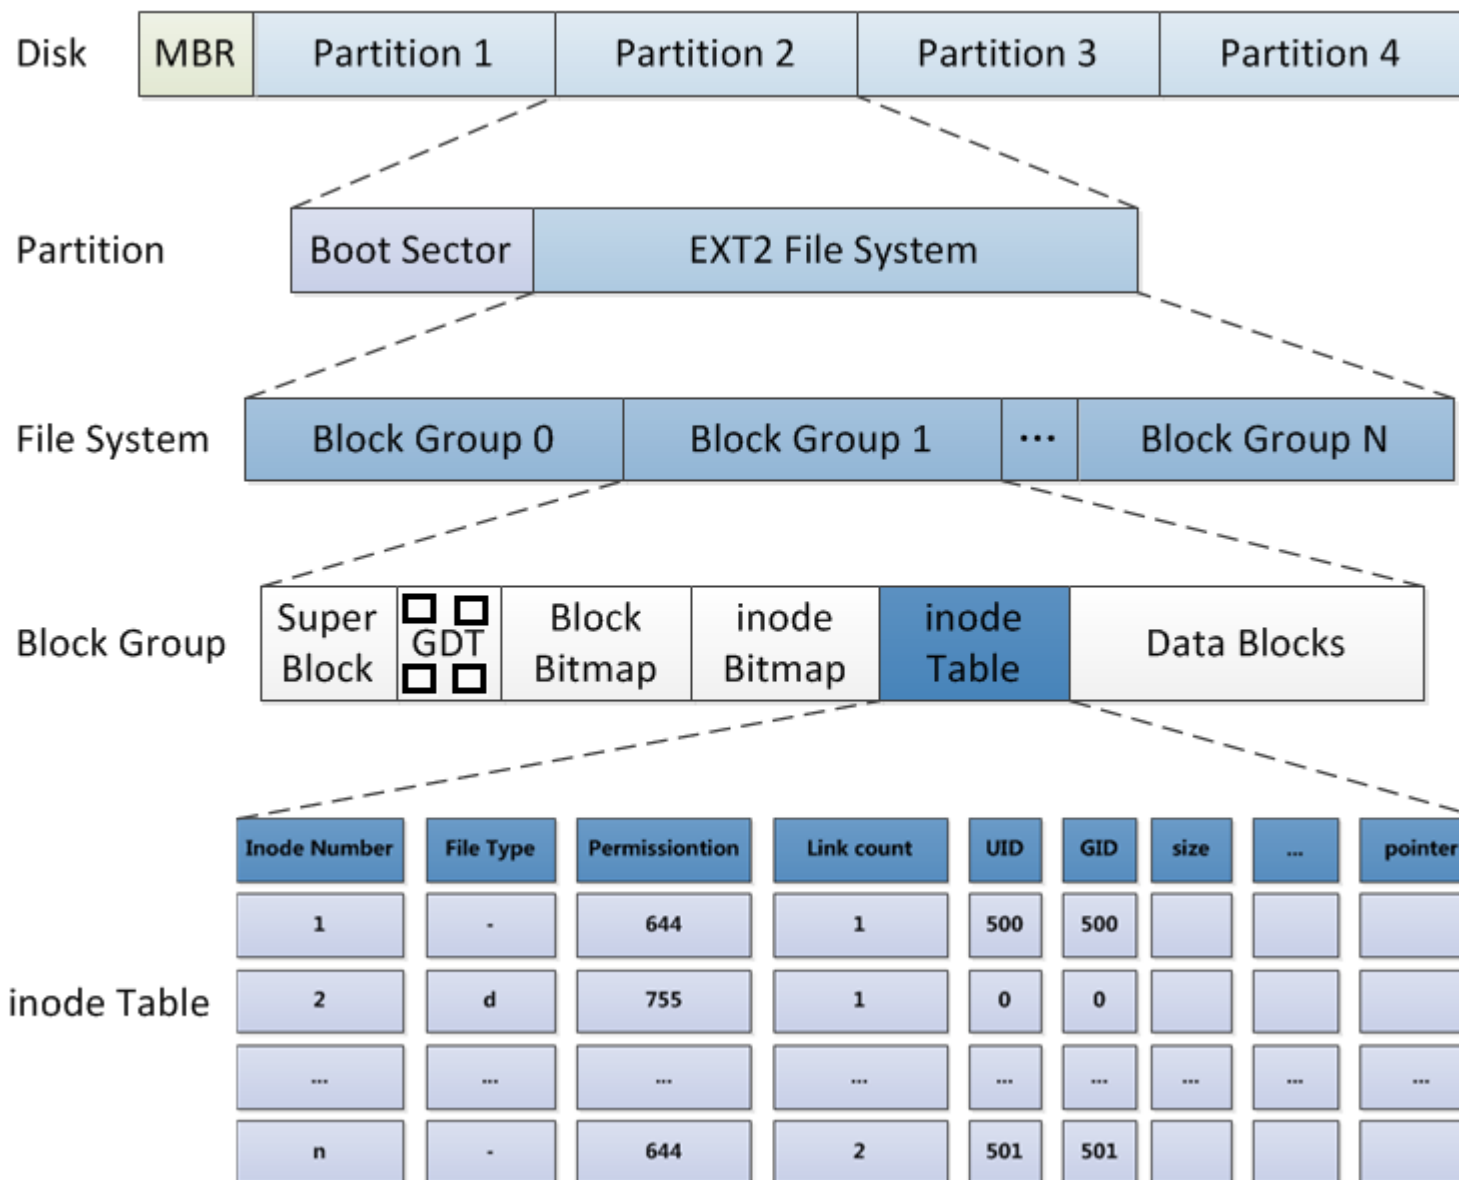 Disk MBR Partition 1 Partition 2 Partition 3 Partition 4
Partition Boot Sector EXT2 File System
File System Block Group 0 Block Group 1 ... Block Group N
Block Group
Super
Block
GDT
Block
Bitmap
inode
Bitmap
inode
Table
Data Blocks
Inode Number File Type Permissiontion Link count UID GID size ... pointer
1 - 644 1 500 500
inode Table
2 d 755 1 0 0
... ... ... ... ... ... ... ... ...
n - 644 2 501 501